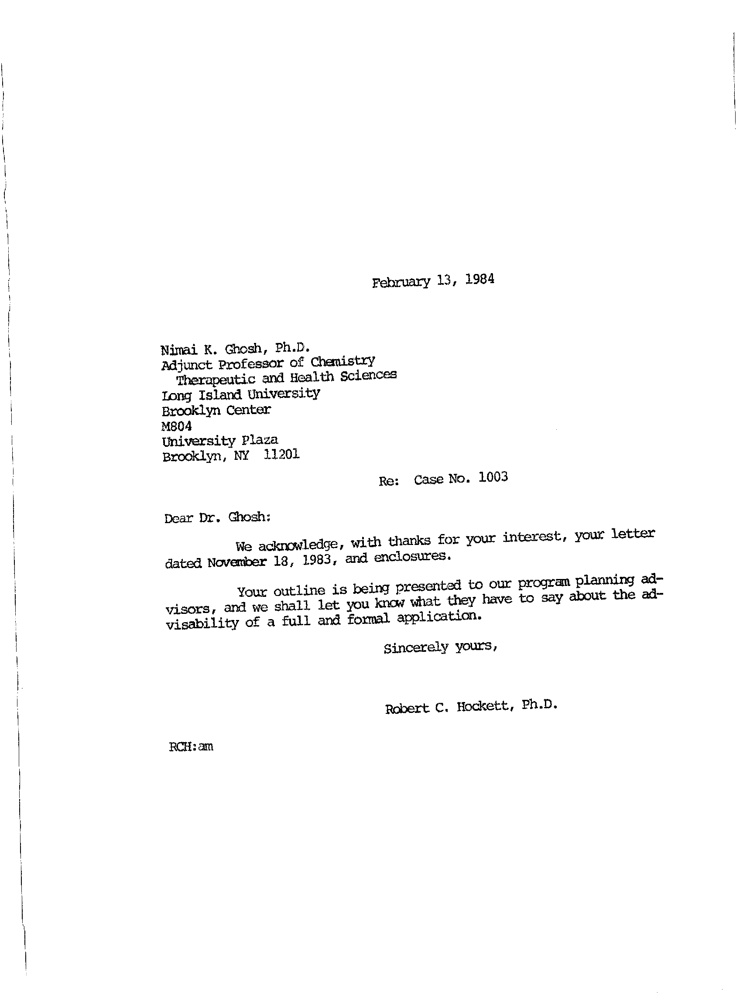 February 13, 1984
Nimai K. Ghosh, Ph.D.
Adjunct Professor of Chemistry
Therapeutic and Health Sciences
Long Island University
Brooklyn Center
M804
University Plaza
Brooklyn, NY 11201
Re: Case No. 1003
Dear Dr. Ghosh:
We acknowledge, with thanks for your interest, your letter
dated November 18, 1983, and enclosures.
Your outline is being presented to our program planning ad-
visors, and we shall let you know what they have to say about the ad-
visability of a full and formal application.
Sincerely yours,
Robert C. Hockett, Ph.D.
RCH:am